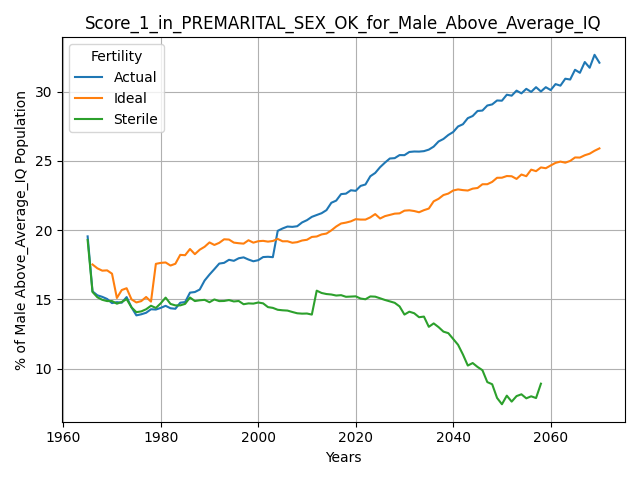 Score_1_in_PREMARITAL_SEX_OK_for_Male_Above_Average_IQ
% of Male Above_Average_IQ Population
Fertility
Actual
Ideal
Sterile
30
25
20
15
10
1960
1980
2000
2020
2040
2060
Years